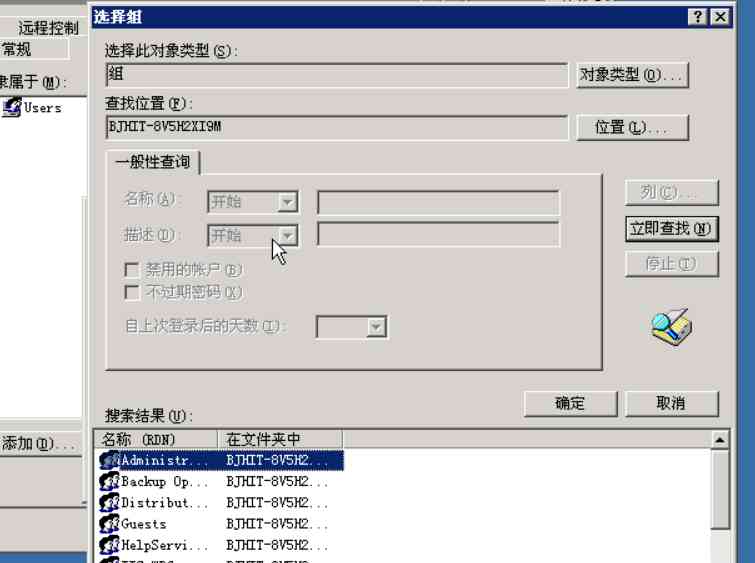 远程控制
常规
隶属于(M):
Users
添加(D)...
选择组
选择此对象类型(S):
组
对象类型(O)...
查找位置(F):
BJHIT-8V5H2XI9M
位置(L)...
一般性查询
名称(A):
开始
描述(D):
开始
禁用的帐户(B)
不过期密码(X)
自上次登录后的天数(I):
列(C)...
立即查找(N)
停止(T)
确定
取消
搜索结果(U):
名称 (RDN) 在文件夹中
Administr... BJHIT-8V5H2...
Backup Op... BJHIT-8V5H2...
Distribut... BJHIT-8V5H2...
Guests BJHIT-8V5H2...
HelpServi... BJHIT-8V5H2...